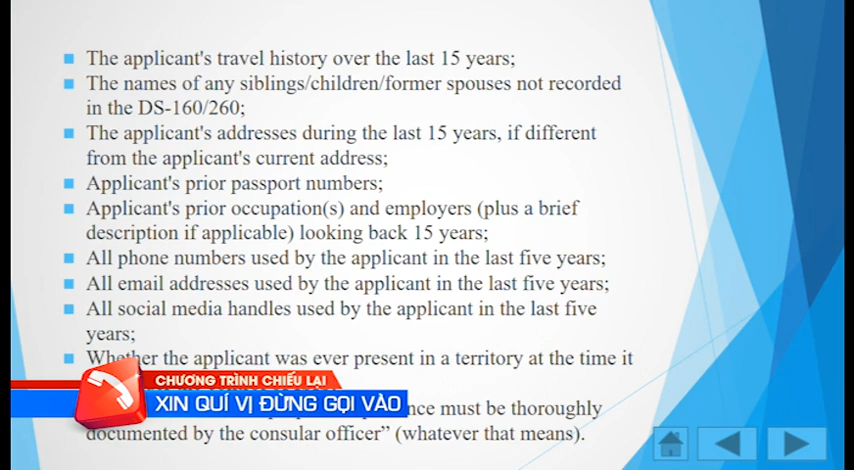 The applicant's travel history over the last 15 years;
The names of any siblings/children/former spouses not recorded
in the DS-160/260;
The applicant's addresses during the last 15 years, if different
from the applicant's current address;
Applicant's prior passport numbers;
Applicant's prior occupation(s) and employers (plus a brief
description if applicable) looking back 15 years;
All phone numbers used by the applicant in the last five years;
All email addresses used by the applicant in the last five years;
All social media handles used by the applicant in the last five
years;
Whether the applicant was ever present in a territory at the time it
CHƯƠNG TRÌNH CHIẾU LẠI
XIN QUÍ VỊ ĐỪNG GỌI VÀO
must be thoroughly
documented by the consular officer” (whatever that means).